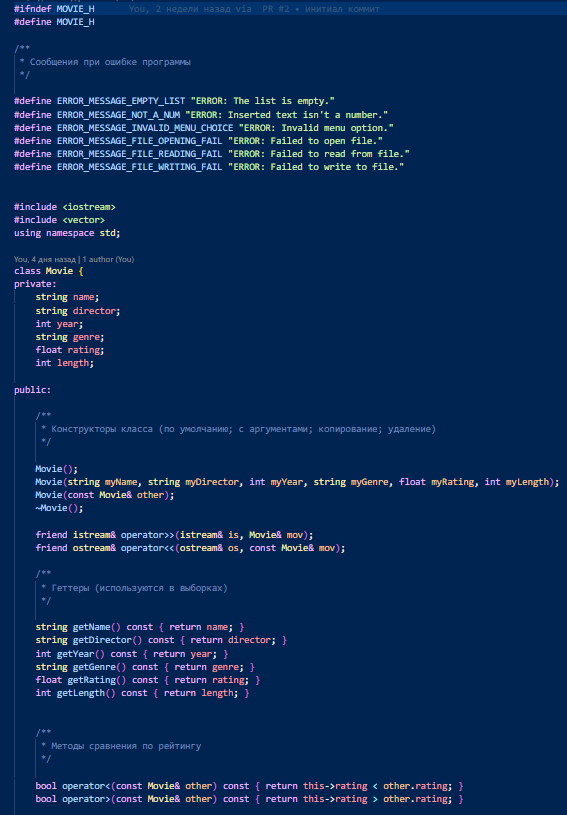 #ifndef MOVIE_H You, 2 недели назад via PR #2 • инитиал коммит
#define MOVIE_H
/**
* Сообщения при ошибке программы
*/
#define ERROR_MESSAGE_EMPTY_LIST "ERROR: The list is empty."
#define ERROR_MESSAGE_NOT_A_NUM "ERROR: Inserted text isn't a number."
#define ERROR_MESSAGE_INVALID_MENU_CHOICE "ERROR: Invalid menu option."
#define ERROR_MESSAGE_FILE_OPENING_FAIL "ERROR: Failed to open file."
#define ERROR_MESSAGE_FILE_READING_FAIL "ERROR: Failed to read from file."
#define ERROR_MESSAGE_FILE_WRITING_FAIL "ERROR: Failed to write to file."
#include <iostream>
#include <vector>
using namespace std;
You, 4 дня назад | 1 author (You)
class Movie {
private:
string name;
string director;
int year;
string genre;
float rating;
int length;
public:
/**
* Конструкторы класса (по умолчанию; с аргументами; копирование; удаление)
*/
Movie();
Movie(string myName, string myDirector, int myYear, string myGenre, float myRating, int myLength);
Movie(const Movie& other);
~Movie();
friend istream& operator>>(istream& is, Movie& mov);
friend ostream& operator<<(ostream& os, const Movie& mov);
/**
* Геттеры (используются в выборках)
*/
string getName() const { return name; }
string getDirector() const { return director; }
int getYear() const { return year; }
string getGenre() const { return genre; }
float getRating() const { return rating; }
int getLength() const { return length; }
/**
* Методы сравнения по рейтингу
*/
bool operator<(const Movie& other) const { return this->rating < other.rating; }
bool operator>(const Movie& other) const { return this->rating > other.rating; }